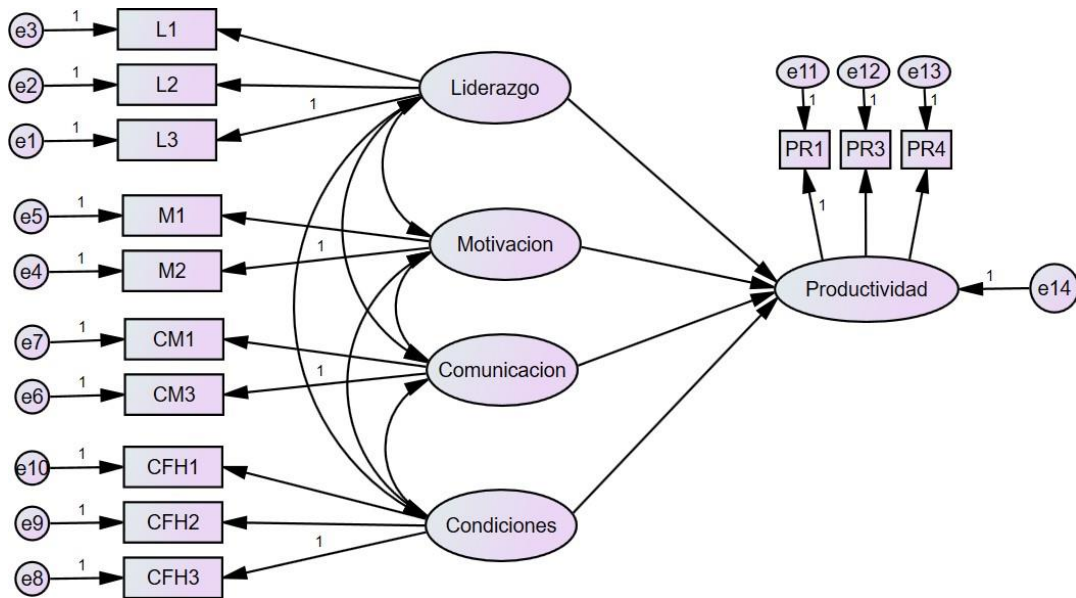 e3 1 L1
e2 1 L2
e1 1 L3
1
Liderazgo
e5 1 M1
e4 1 M2
1
Motivacion
e7 1 CM1
e6 1 CM3
1
Comunicacion
e10 1 CFH1
e9 1 CFH2
e8 1 CFH3
1
Condiciones
e11 e12 e13
1 1 1
PR1 PR3 PR4
1
Productividad 1 e14